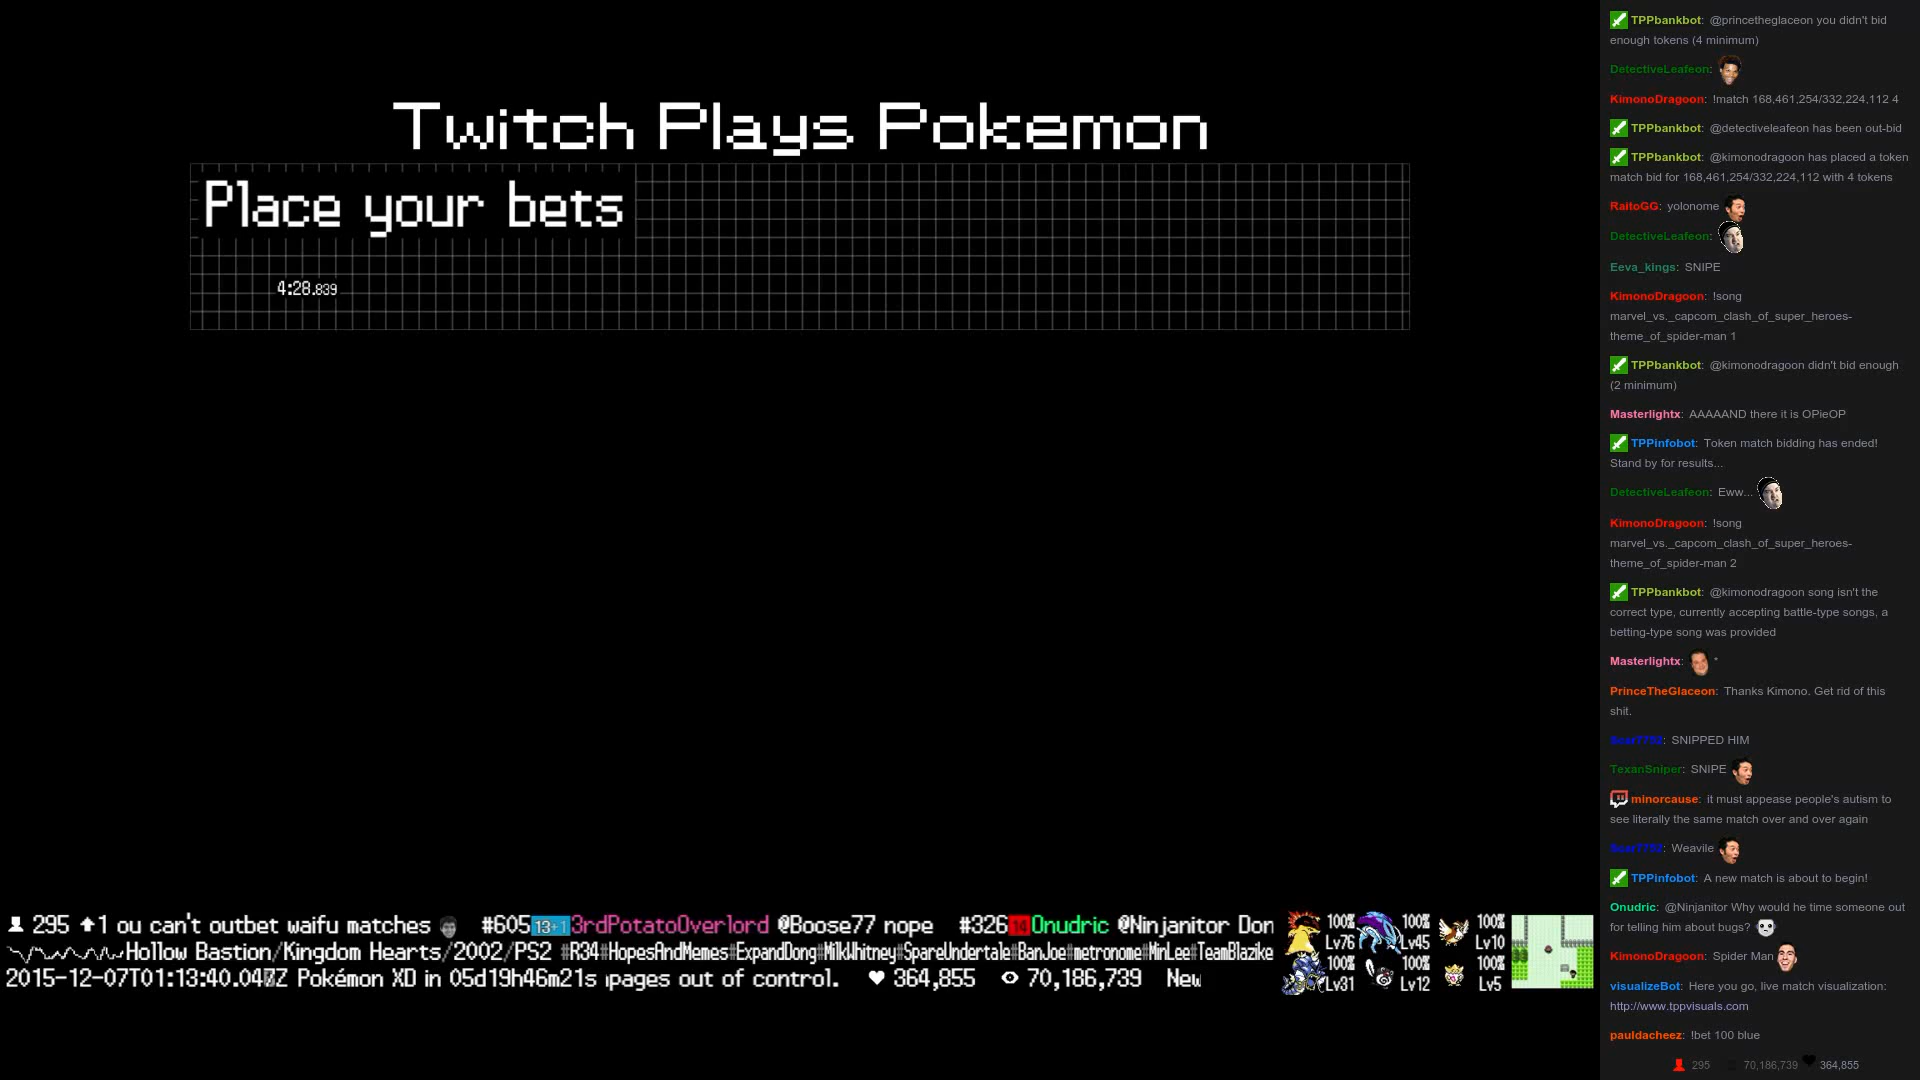 Twitch Plays Pokemon
Place your bets
4:28.839
295 1 ou can't outbet waifu matches #605 13+1 3rdPotatoOverlord @Boose77 nope #326 Onudric @Ninjanitor Don
Hollow Bastion/Kingdom Hearts/2002/PS2 #R34#HopesAndMemes#ExpandDong#MilkWhitney#SpareUndertale#BanJoe#metronome#MinLee#TeamBlazike
Pokémon XD in 05d19h46m21s pages out of control. 364,855 70,186,739 New
100% 100% 100%
Lv76 Lv45 Lv10
100% 100% 100%
Lv31 Lv12 Lv5
TPPbankbot: @princetheglaceon you didn't bid
enough tokens (4 minimum)
DetectiveLeafeon:
KimonoDragoon: !match 168,461,254/332,224,112 4
TPPbankbot: @detectiveleafeon has been out-bid
TPPbankbot: @kimonodragoon has placed a token
match bid for 168,461,254/332,224,112 with 4 tokens
RaitoGG: yolonome
DetectiveLeafeon:
Eeva_kings: SNIPE
KimonoDragoon: !song
marvel_vs._capcom_clash_of_super_heroes-
theme_of_spider-man 1
TPPbankbot: @kimonodragoon didn't bid enough
(2 minimum)
Masterlightx: AAAAAND there it is OPieOP
TPPinfobot: Token match bidding has ended!
Stand by for results...
DetectiveLeafeon: Eww...
KimonoDragoon: !song
marvel_vs._capcom_clash_of_super_heroes-
theme_of_spider-man 2
TPPbankbot: @kimonodragoon song isn't the
correct type, currently accepting battle-type songs, a
betting-type song was provided
Masterlightx: *
PrinceTheGlaceon: Thanks Kimono. Get rid of this
shit.
SNIPPED HIM
TexanSniper: SNIPE
minorcause: it must appease people's autism to
see literally the same match over and over again
Weavile
TPPinfobot: A new match is about to begin!
Onudric: @Ninjanitor Why would he time someone out
for telling him about bugs?
KimonoDragoon: Spider Man
visualizeBot: Here you go, live match visualization:
http://www.tppvisuals.com
pauldacheez: !bet 100 blue
295 70,186,739 364,855